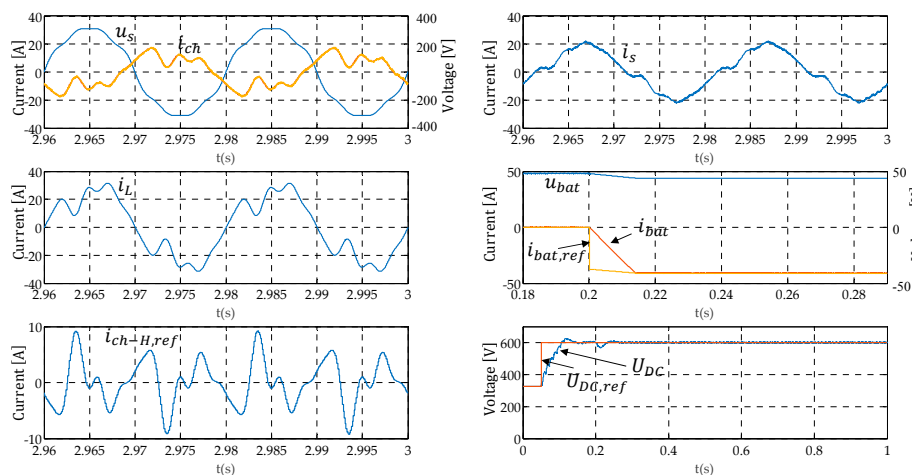 40
20
0
-20
-40
Current [A]
u_s
i_ch
400
200
0
-200
-400
Voltage [V]
2.96 2.965 2.97 2.975 2.98 2.985 2.99 2.995 3
t(s)
40
20
0
-20
-40
Current [A]
i_s
2.96 2.965 2.97 2.975 2.98 2.985 2.99 2.995 3
t(s)
40
20
0
-20
-40
Current [A]
i_L
2.96 2.965 2.97 2.975 2.98 2.985 2.99 2.995 3
t(s)
50
0
-50
Current [A]
u_bat
i_bat
i_bat,ref
50
0
-50
0.18 0.2 0.22 0.24 0.26 0.28
t(s)
10
0
-10
Current [A]
i_ch-H,ref
2.96 2.965 2.97 2.975 2.98 2.985 2.99 2.995 3
t(s)
600
400
200
0
Voltage [V]
U_DC
U_DC,ref
0 0.2 0.4 0.6 0.8 1
t(s)